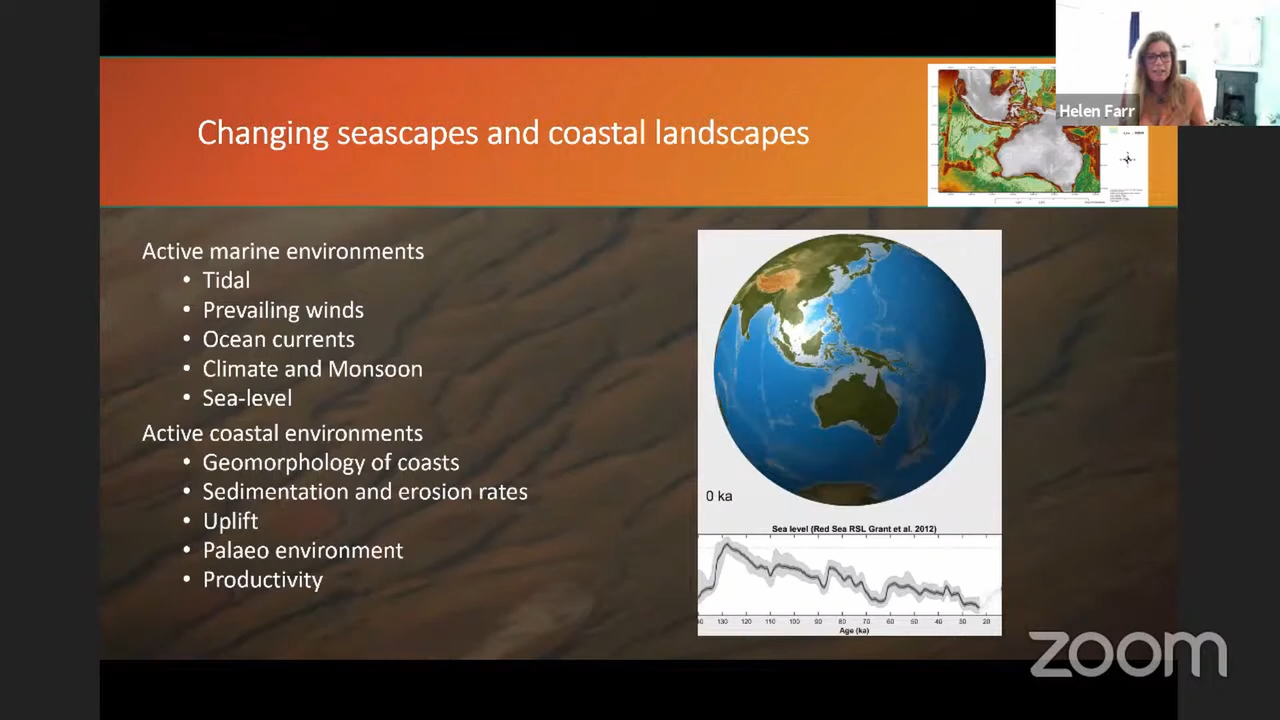 Changing seascapes and coastal landscapes
Helen Farr
Active marine environments
• Tidal
• Prevailing winds
• Ocean currents
• Climate and Monsoon
• Sea-level
Active coastal environments
• Geomorphology of coasts
• Sedimentation and erosion rates
• Uplift
• Palaeo environment
• Productivity
0 ka
Sea level (Red Sea RSL Grant et al. 2012)
130 120 110 100 90 80 70 60 50 40 30 20
Age (ka)
zoom